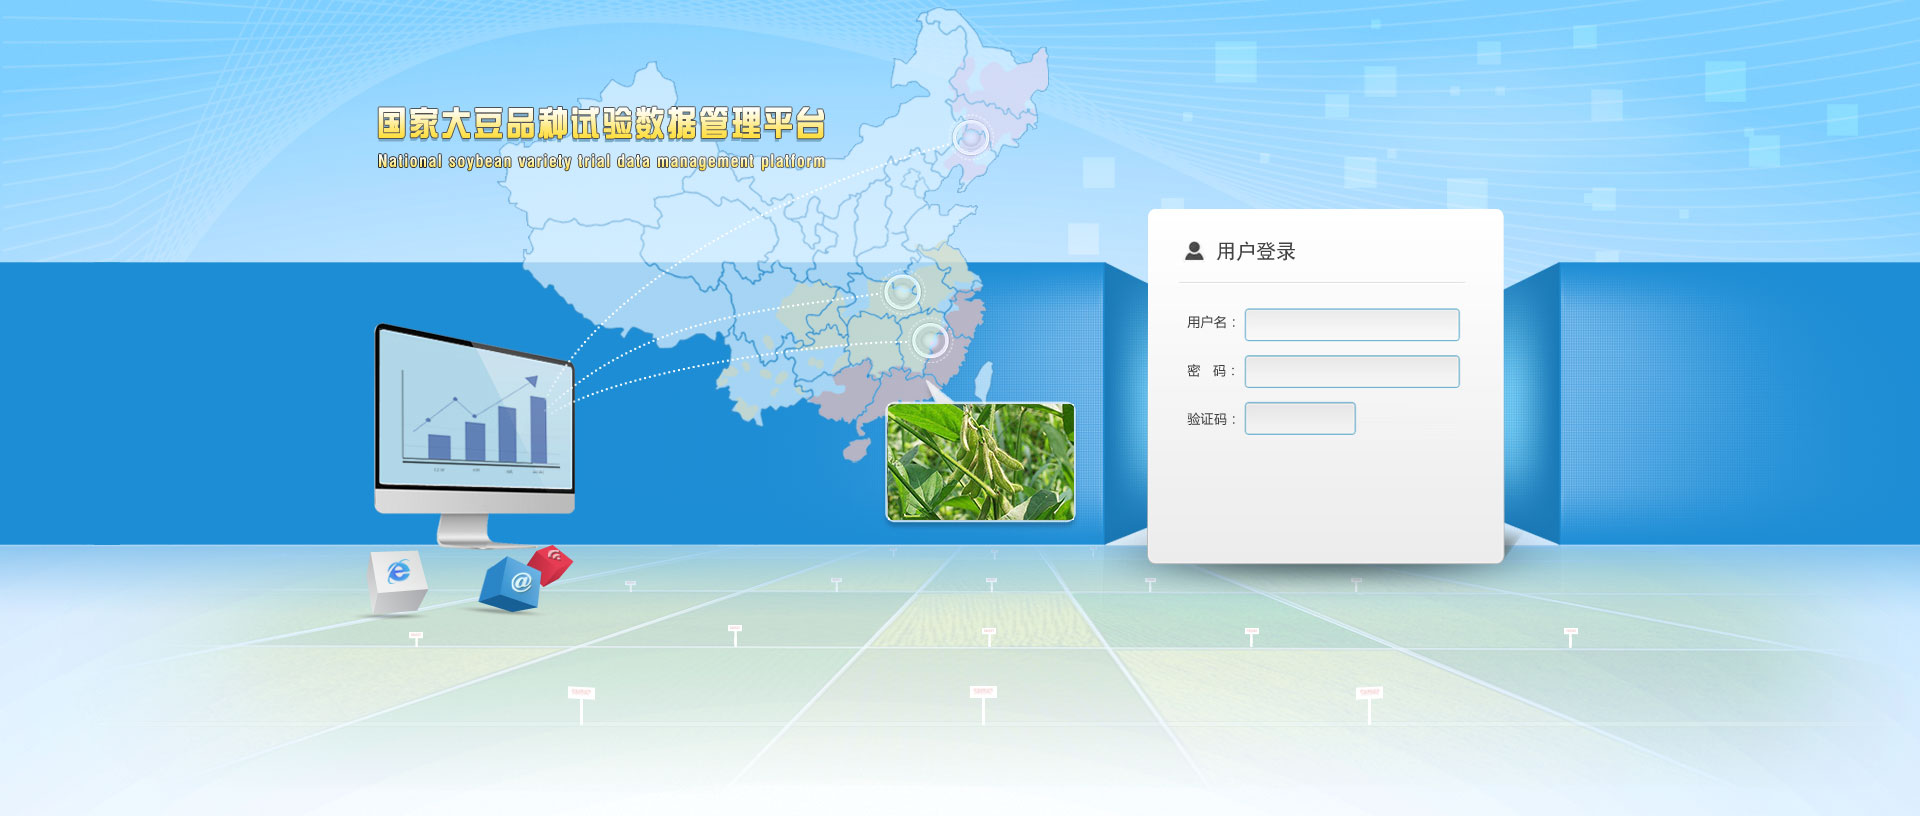 国家大豆品种试验数据管理平台
National soybean variety trial data management platform
用户登录
用户名：
密 码：
验证码：
@